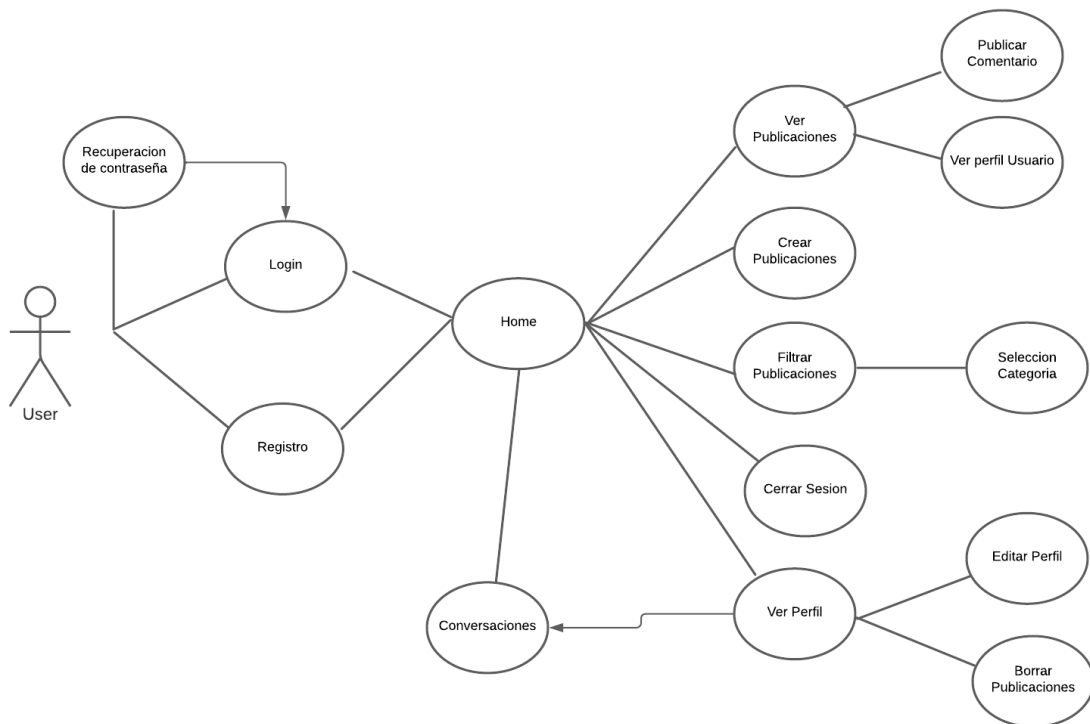 Publicar
Comentario
Ver
Publicaciones
Ver perfil Usuario
Recuperacion
de contraseña
Login
Crear
Publicaciones
Home
Filtrar
Publicaciones
Seleccion
Categoria
User
Registro
Cerrar Sesion
Editar Perfil
Conversaciones
Ver Perfil
Borrar
Publicaciones